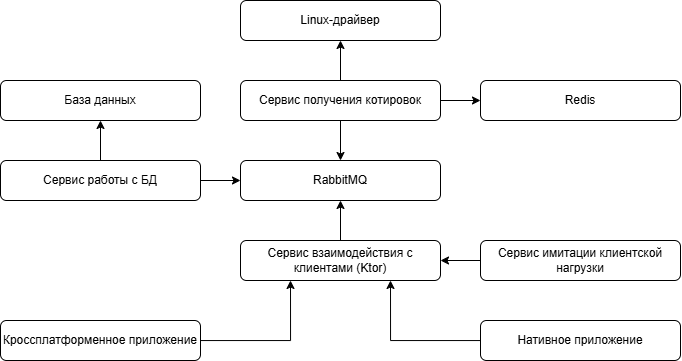 Linux-драйвер
База данных
Сервис получения котировок
Redis
Сервис работы с БД
RabbitMQ
Сервис взаимодействия с
клиентами (Ktor)
Сервис имитации клиентской
нагрузки
Кроссплатформенное приложение
Нативное приложение